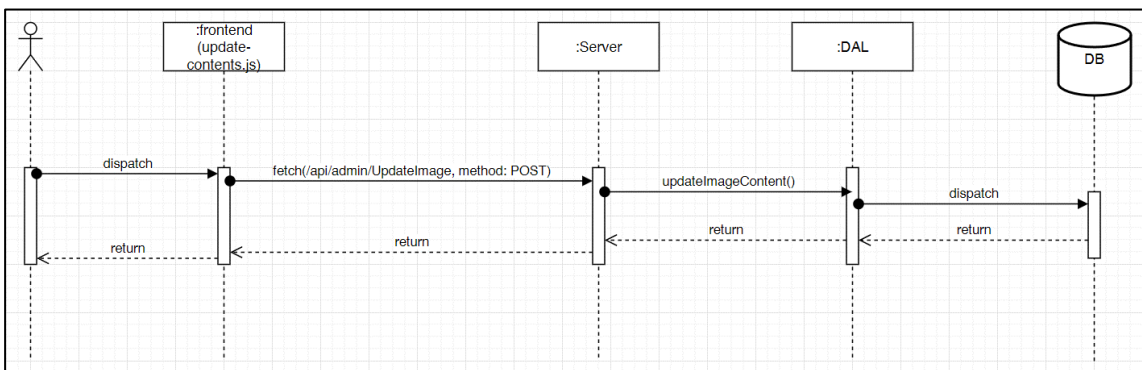 :frontend
(update-
contents.js)
:Server
:DAL
DB
dispatch
fetch(/api/admin/UpdateImage, method: POST)
updateImageContent()
dispatch
return
return
return
return